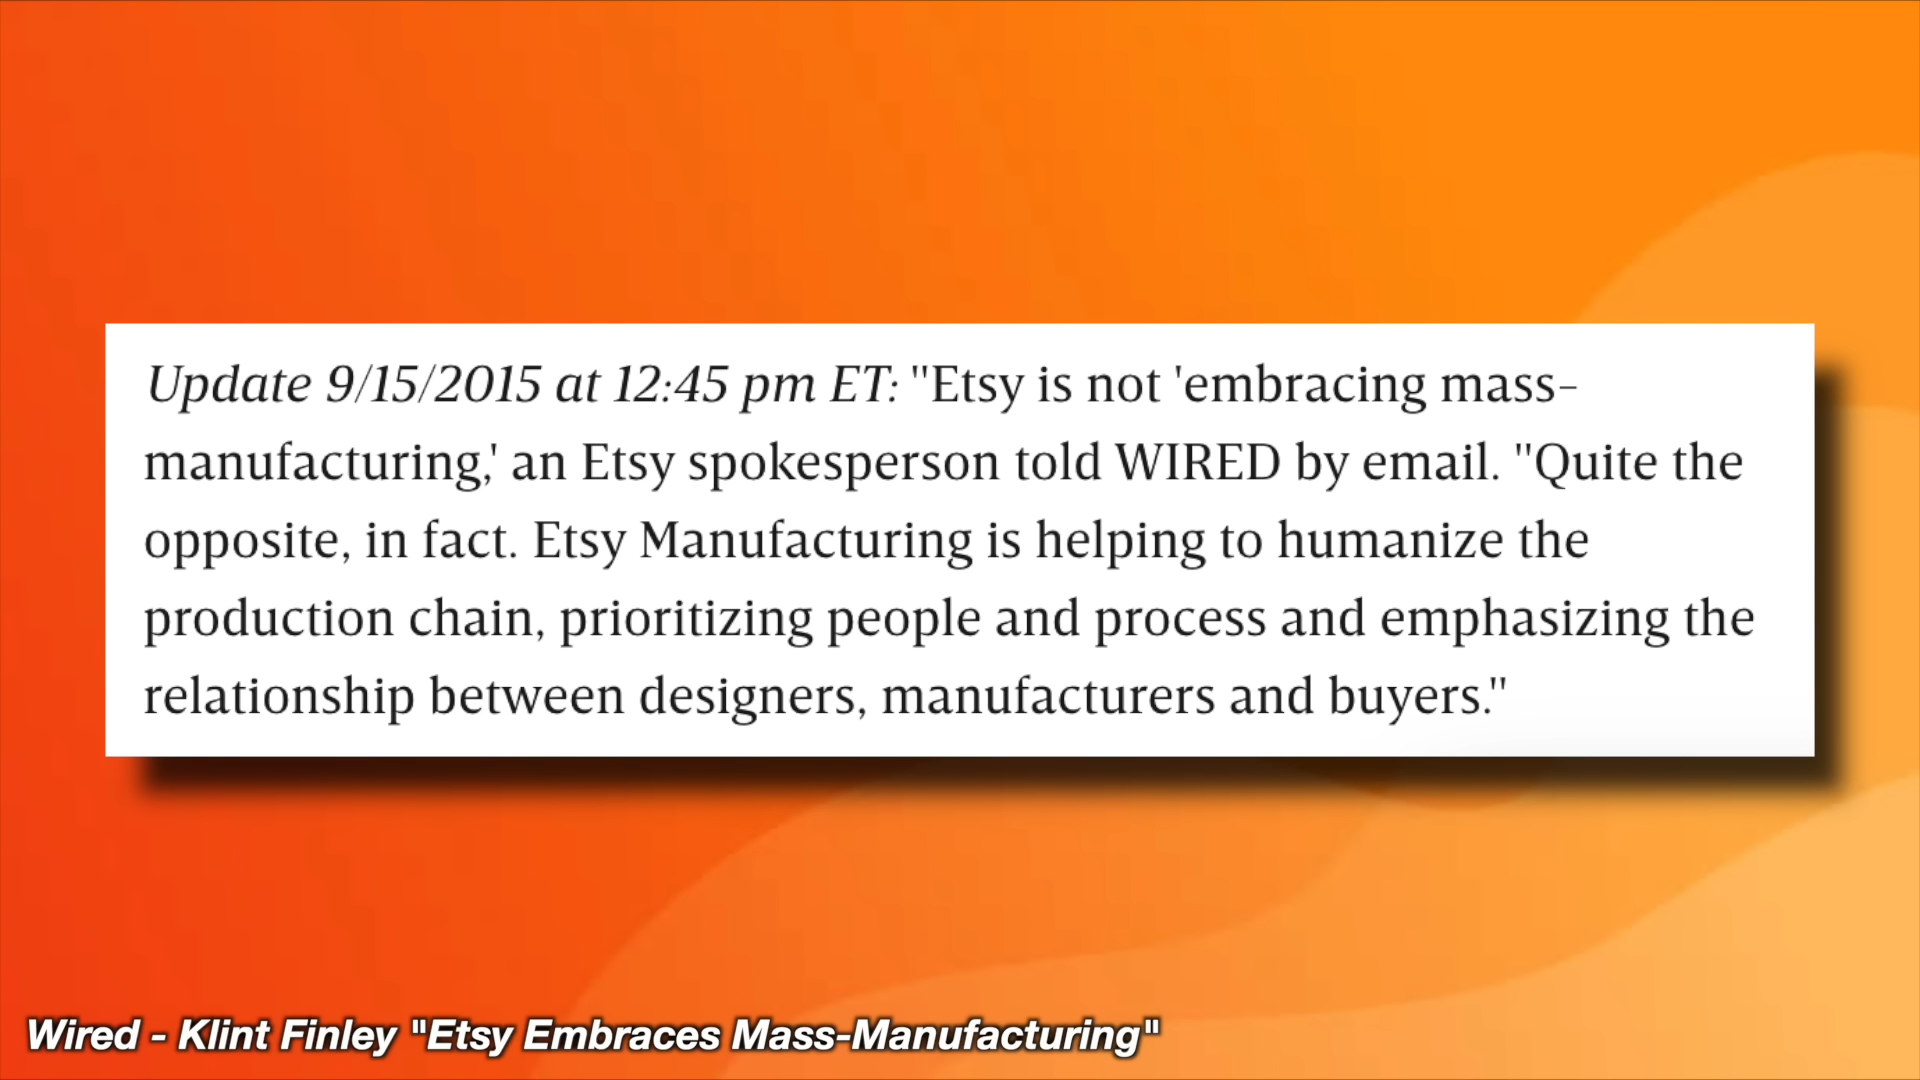 Update 9/15/2015 at 12:45 pm ET: "Etsy is not 'embracing mass-
manufacturing,' an Etsy spokesperson told WIRED by email. "Quite the
opposite, in fact. Etsy Manufacturing is helping to humanize the
production chain, prioritizing people and process and emphasizing the
relationship between designers, manufacturers and buyers."
Wired - Klint Finley "Etsy Embraces Mass-Manufacturing"